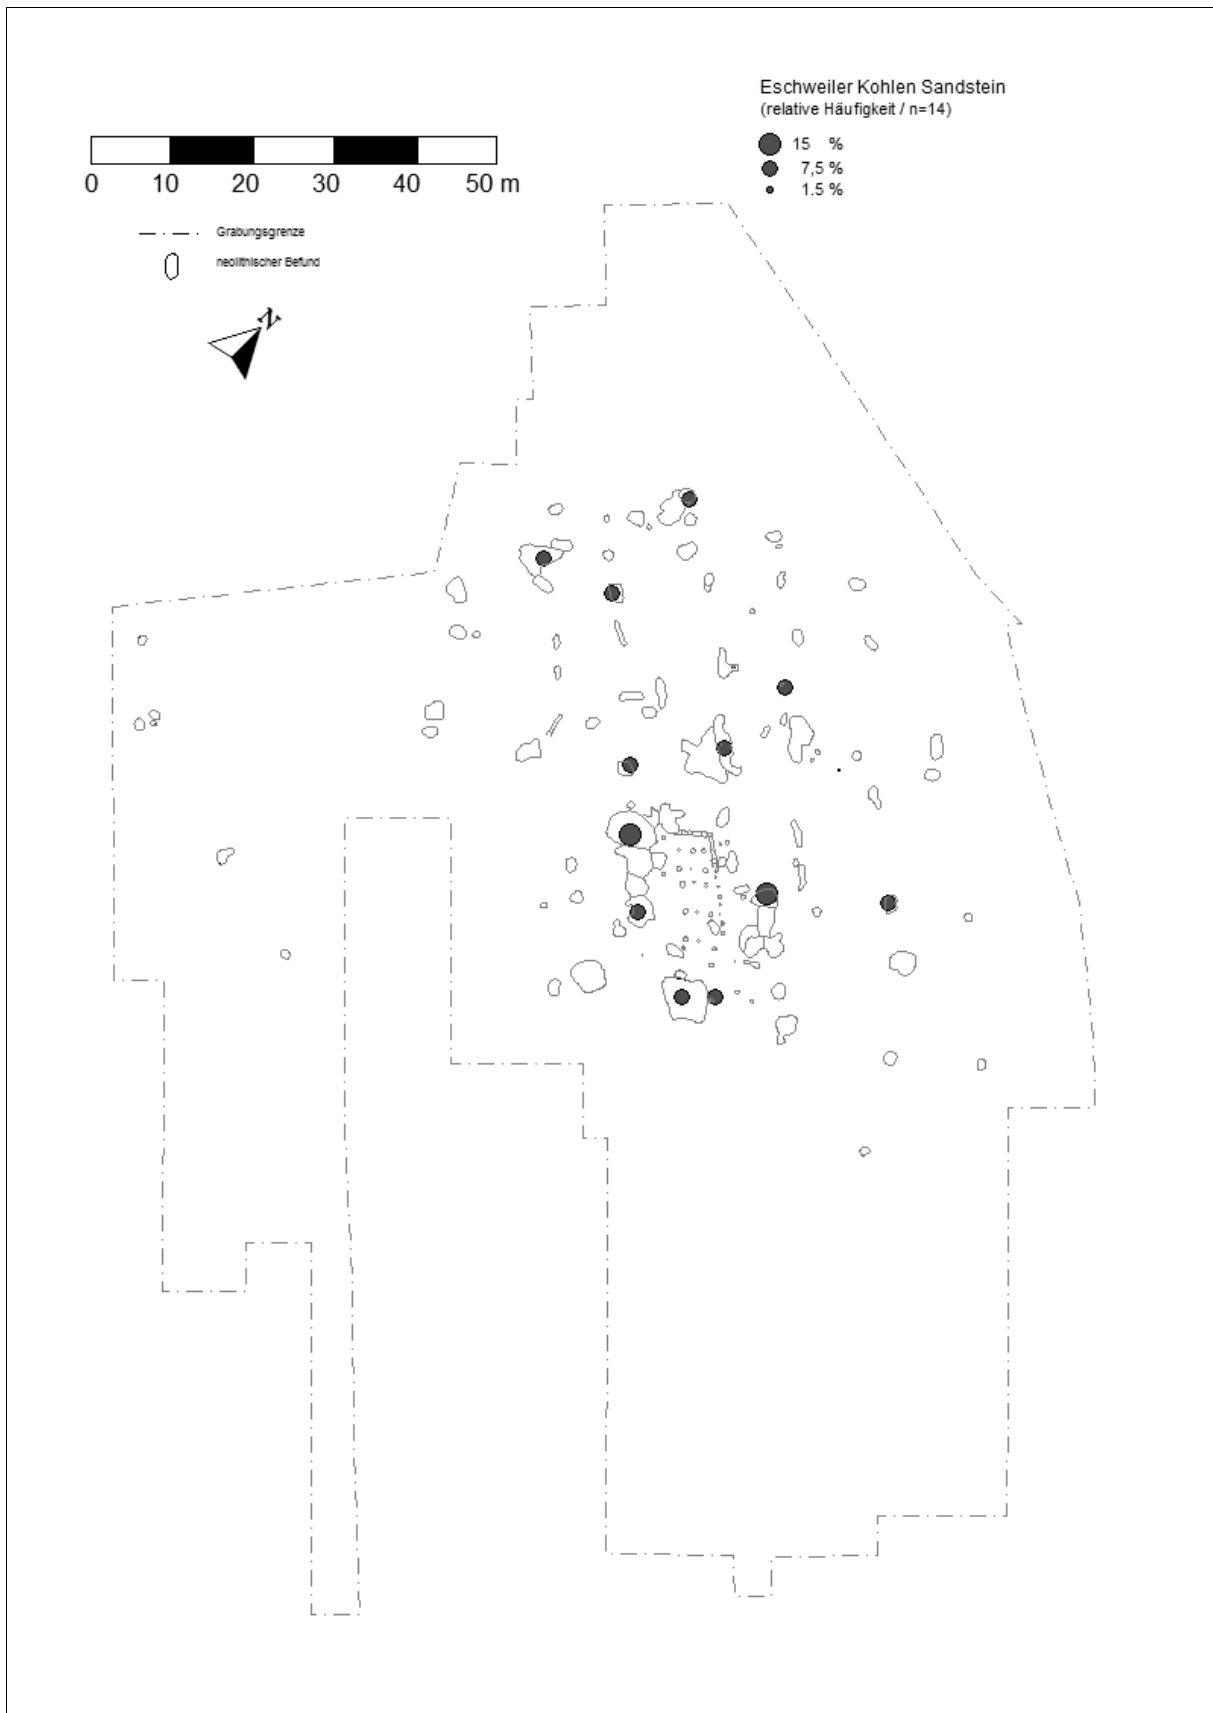 Eschweiler Kohlen Sandstein
(relative Häufigkeit / n=14)
15 %
7,5 %
1.5 %
0 10 20 30 40 50 m
Grabungsgrenze
neolithischer Befund
N